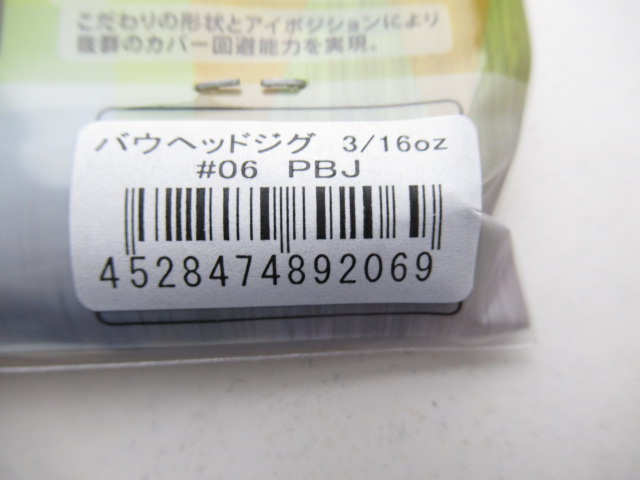 こだわりの形状とアイポジションにより
抜群のカバー回避能力を実現。
バウヘッドジグ 3/16oz
#06 PBJ
4528474892069